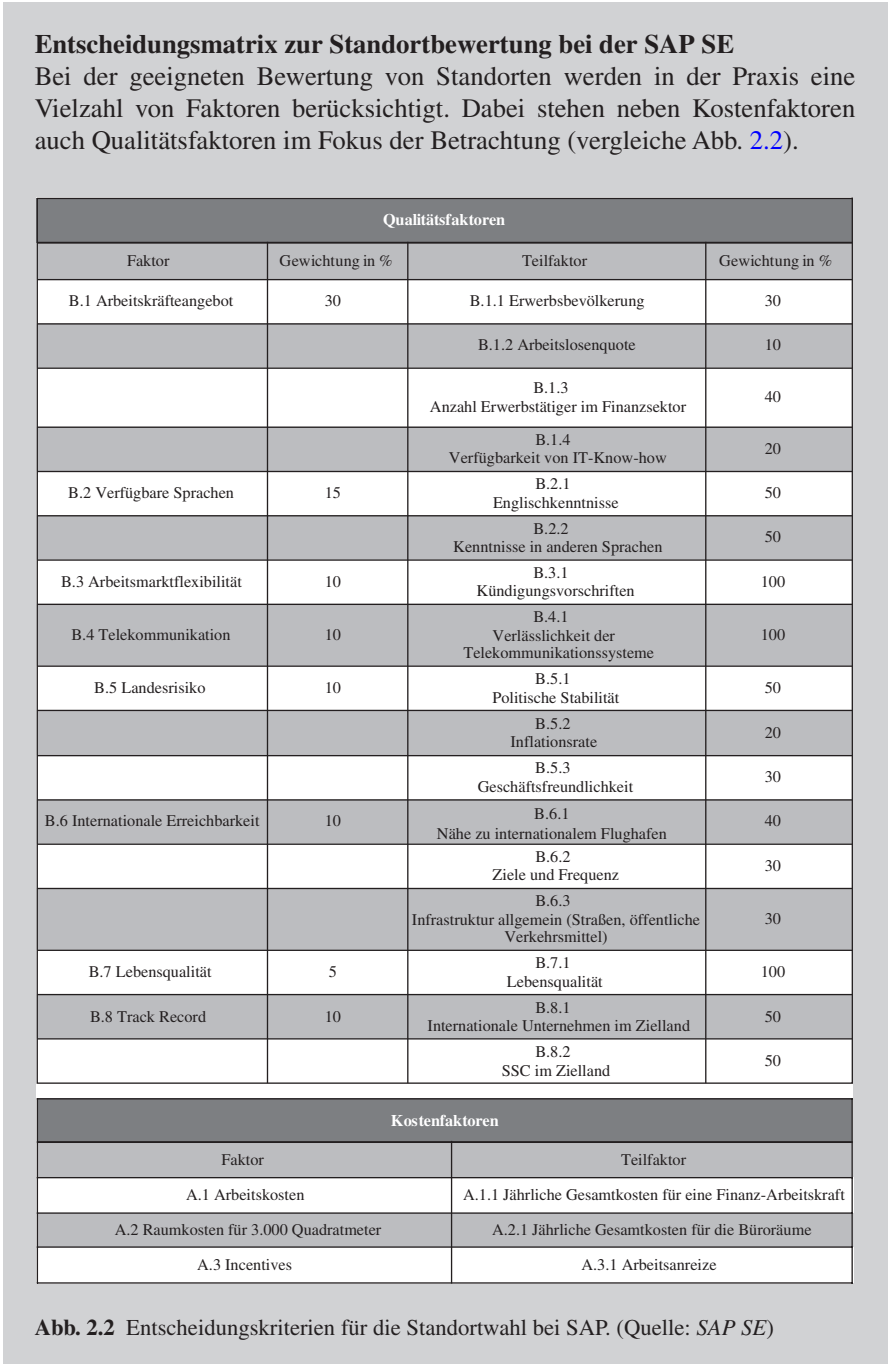 Entscheidungsmatrix zur Standortbewertung bei der SAP SE
Bei der geeigneten Bewertung von Standorten werden in der Praxis eine
Vielzahl von Faktoren berücksichtigt. Dabei stehen neben Kostenfaktoren
auch Qualitätsfaktoren im Fokus der Betrachtung (vergleiche Abb. 2.2).
Qualitätsfaktoren
Faktor Gewichtung in % Teilfaktor Gewichtung in %
B.1 Arbeitskräfteangebot 30 B.1.1 Erwerbsbevölkerung 30
B.1.2 Arbeitslosenquote 10
B.1.3
Anzahl Erwerbstätiger im Finanzsektor 40
B.1.4
Verfügbarkeit von IT-Know-how 20
B.2 Verfügbare Sprachen 15 B.2.1
Englischkenntnisse 50
B.2.2
Kenntnisse in anderen Sprachen 50
B.3 Arbeitsmarktflexibilität 10 B.3.1
Kündigungsvorschriften 100
B.4 Telekommunikation 10 B.4.1
Verlässlichkeit der
Telekommunikationssysteme 100
B.5 Landesrisiko 10 B.5.1
Politische Stabilität 50
B.5.2
Inflationsrate 20
B.5.3
Geschäftsfreundlichkeit 30
B.6 Internationale Erreichbarkeit 10 B.6.1
Nähe zu internationalem Flughafen 40
B.6.2
Ziele und Frequenz 30
B.6.3
Infrastruktur allgemein (Straßen, öffentliche
Verkehrsmittel) 30
B.7 Lebensqualität 5 B.7.1
Lebensqualität 100
B.8 Track Record 10 B.8.1
Internationale Unternehmen im Zielland 50
B.8.2
SSC im Zielland 50
Kostenfaktoren
Faktor Teilfaktor
A.1 Arbeitskosten A.1.1 Jährliche Gesamtkosten für eine Finanz-Arbeitskraft
A.2 Raumkosten für 3.000 Quadratmeter A.2.1 Jährliche Gesamtkosten für die Büroräume
A.3 Incentives A.3.1 Arbeitsanreize
Abb. 2.2 Entscheidungskriterien für die Standortwahl bei SAP. (Quelle: SAP SE)